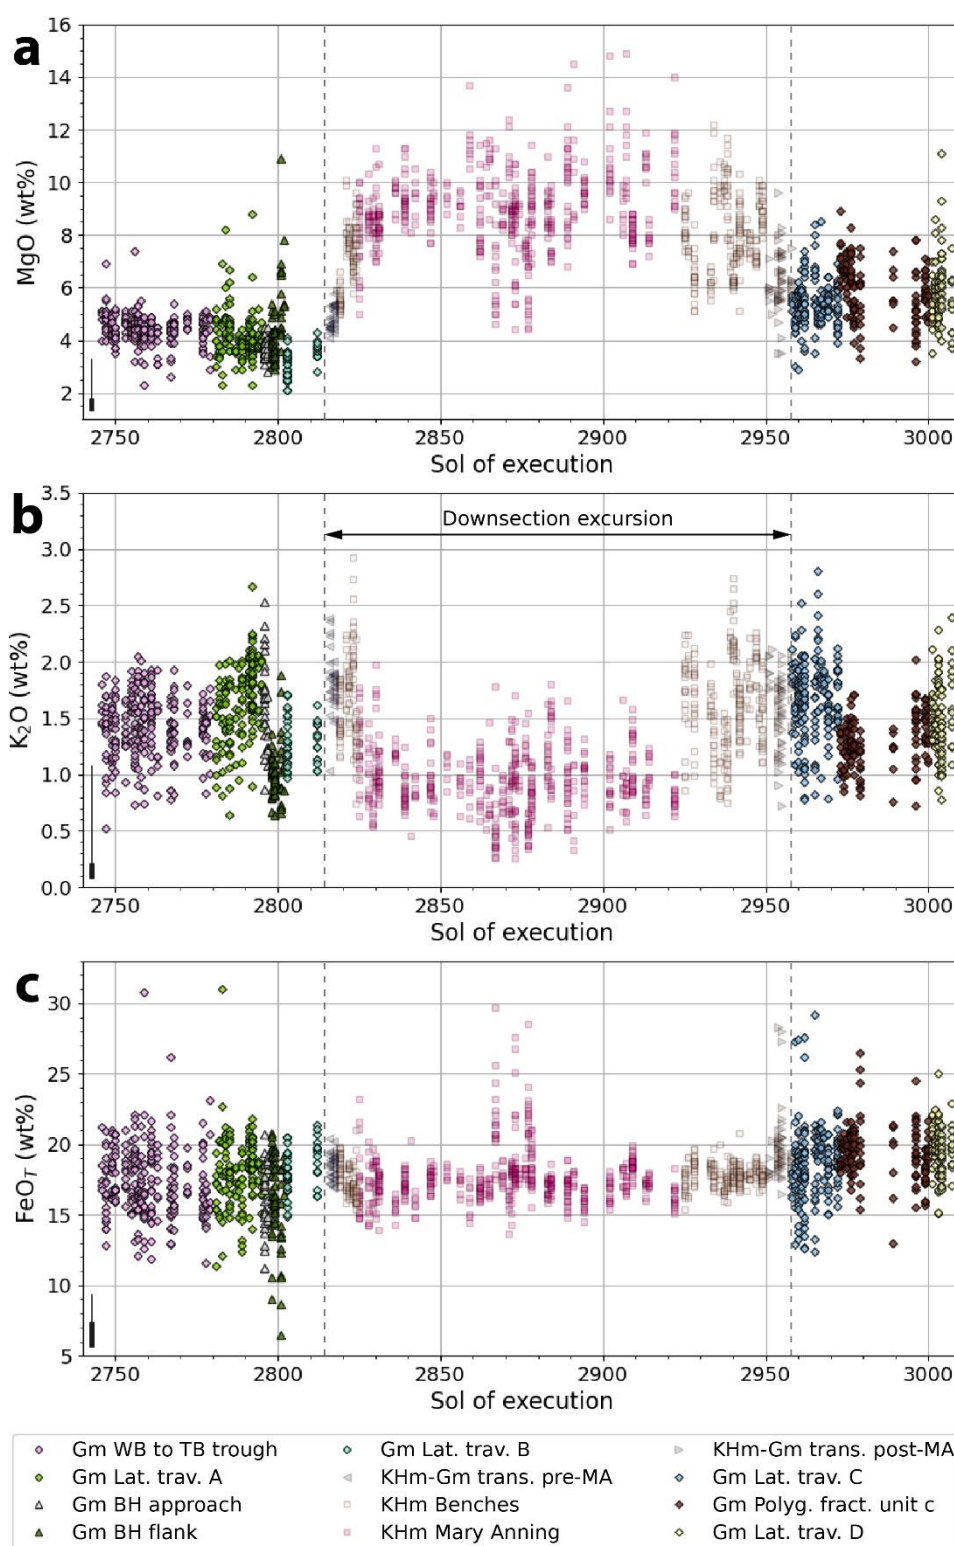 a
MgO (wt%)
16
14
12
10
8
6
4
2
2750 2800 2850 2900 2950 3000
Sol of execution
b
K2O (wt%)
3.5
3.0
2.5
2.0
1.5
1.0
0.5
0.0
Downsection excursion
2750 2800 2850 2900 2950 3000
Sol of execution
c
FeOT (wt%)
30
25
20
15
10
5
2750 2800 2850 2900 2950 3000
Sol of execution
Gm WB to TB trough
Gm Lat. trav. A
Gm BH approach
Gm BH flank
Gm Lat. trav. B
KHm-Gm trans. pre-MA
KHm Benches
KHm Mary Anning
KHm-Gm trans. post-MA
Gm Lat. trav. C
Gm Polyg. fract. unit c
Gm Lat. trav. D